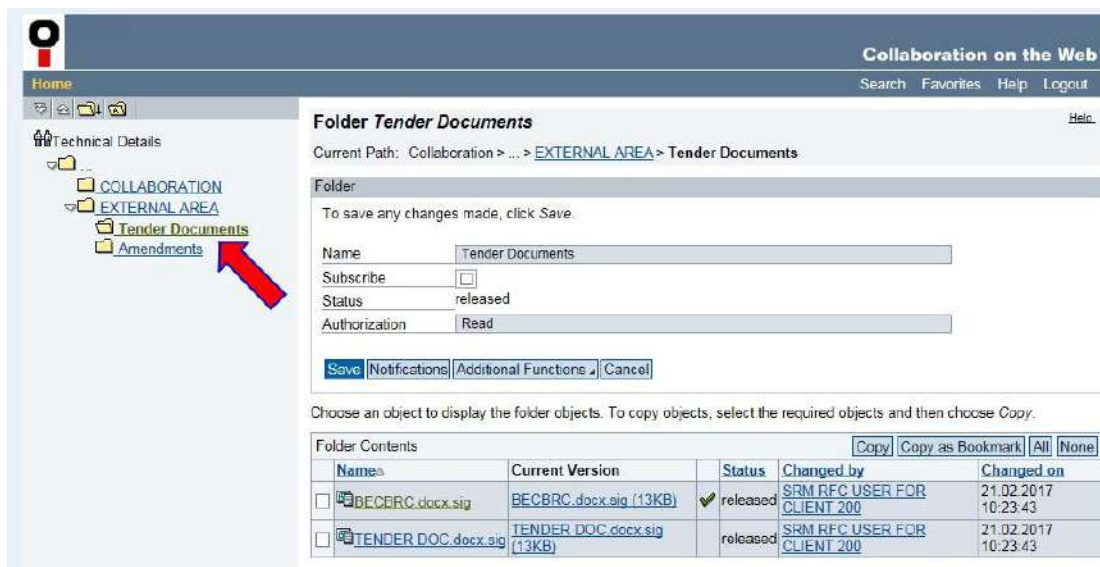 Collaboration on the Web
Home
Search Favorites Help Logout
Technical Details
...
COLLABORATION
EXTERNAL AREA
Tender Documents
Amendments
Folder Tender Documents
Help
Current Path: Collaboration > ... > EXTERNAL AREA > Tender Documents
Folder
To save any changes made, click Save.
Name Tender Documents
Subscribe
Status released
Authorization Read
Save Notifications Additional Functions Cancel
Choose an object to display the folder objects. To copy objects, select the required objects and then choose Copy.
Folder Contents Copy Copy as Bookmark All None
Name Current Version Status Changed by Changed on
BECBRC.docx.sig BECBRC.docx.sig (13KB) released SRM RFC USER FOR CLIENT 200 21.02.2017 10:23:43
TENDER DOC.docx.sig TENDER DOC.docx.sig (13KB) released SRM RFC USER FOR CLIENT 200 21.02.2017 10:23:43